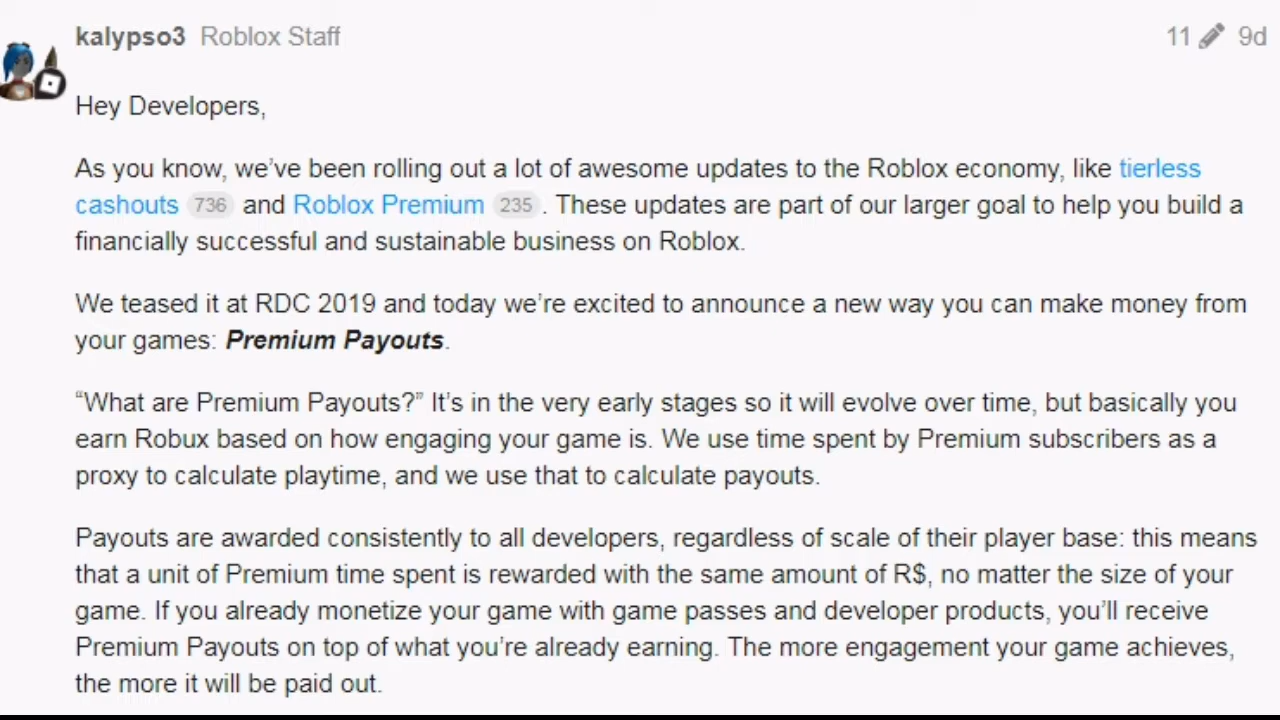 kalypso3 Roblox Staff 11 9d
Hey Developers,
As you know, we’ve been rolling out a lot of awesome updates to the Roblox economy, like tierless
cashouts 736 and Roblox Premium 235 . These updates are part of our larger goal to help you build a
financially successful and sustainable business on Roblox.
We teased it at RDC 2019 and today we’re excited to announce a new way you can make money from
your games: Premium Payouts.
“What are Premium Payouts?” It’s in the very early stages so it will evolve over time, but basically you
earn Robux based on how engaging your game is. We use time spent by Premium subscribers as a
proxy to calculate playtime, and we use that to calculate payouts.
Payouts are awarded consistently to all developers, regardless of scale of their player base: this means
that a unit of Premium time spent is rewarded with the same amount of R$, no matter the size of your
game. If you already monetize your game with game passes and developer products, you’ll receive
Premium Payouts on top of what you’re already earning. The more engagement your game achieves,
the more it will be paid out.